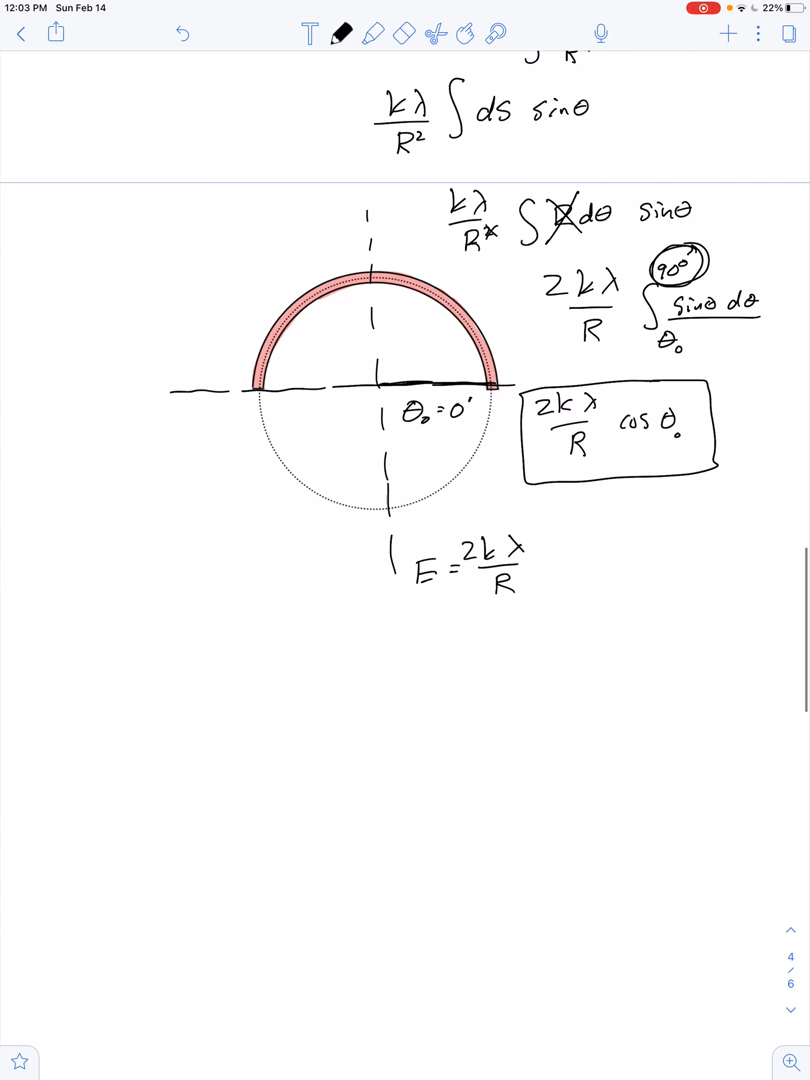 12:03 PM Sun Feb 14
22%
T
kλ/R² ∫ ds sinθ
kλ/R² ∫ R dθ sinθ
2kλ/R ∫ 90° θ₀ sinθ dθ
θ₀ = 0°
2kλ/R cos θ₀
E = 2kλ/R
4
/
6